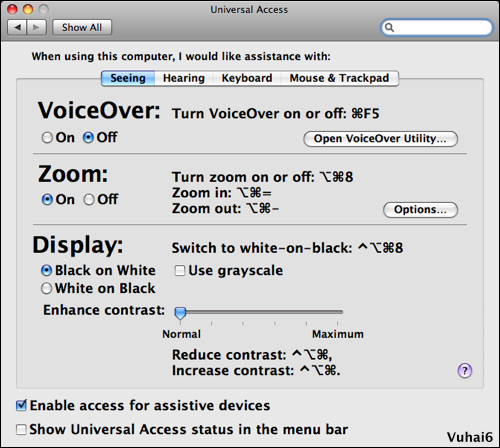 Universal Access
Show All
When using this computer, I would like assistance with:
Seeing Hearing Keyboard Mouse & Trackpad
VoiceOver: Turn VoiceOver on or off: ⌘F5
On Off Open VoiceOver Utility...
Zoom: Turn zoom on or off: ⌥⌘8
On Off Zoom in: ⌥⌘=
Zoom out: ⌥⌘-
Options...
Display: Switch to white-on-black: ^⌥⌘8
Black on White Use grayscale
White on Black
Enhance contrast:
Normal Maximum
Reduce contrast: ^⌥⌘,
Increase contrast: ^⌥⌘.
?
Enable access for assistive devices
Show Universal Access status in the menu bar
Vuhai6